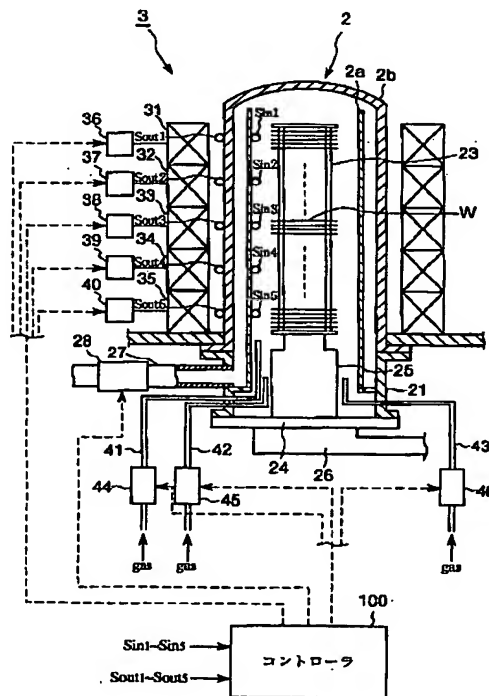 3
2
2a
2b
36
31
Sout1
Sin1
37
32
Sout2
Sin2
23
38
33
Sout3
Sin3
W
39
34
Sout4
Sin4
40
35
Sout5
Sin5
28
27
25
21
41
42
24
26
43
44
45
46
gas
gas
gas
100
Sin1~Sin5
Sout1~Sout5
コントローラ